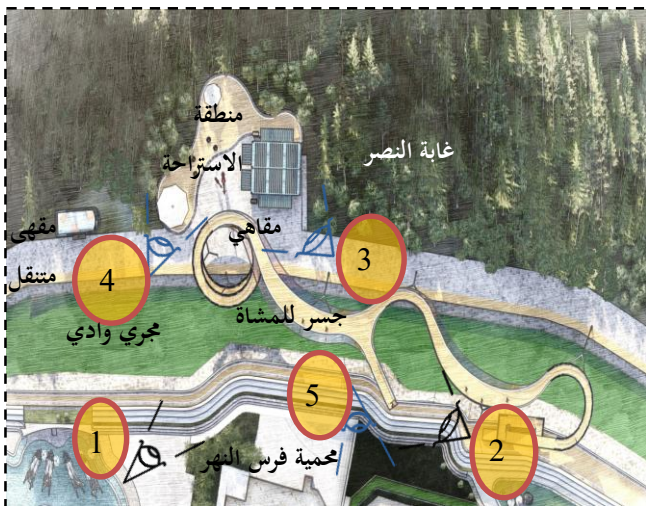 منطقة
الاستراحة
غابة النصر
مقهى
متنقل
مقاهي
3
4
جسر للمشاة
مجري وادي
5
1
محمية فرس النهر
2